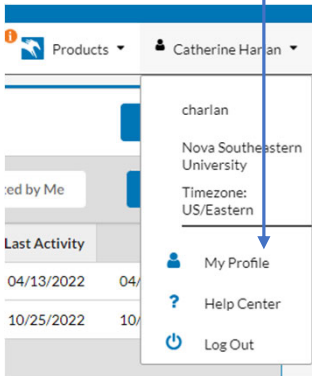 Products
Catherine Harlan
charlan
Nova Southeastern
University
Timezone:
US/Eastern
ted by Me
Last Activity
04/13/2022 04/
10/25/2022 10/
My Profile
? Help Center
Log Out